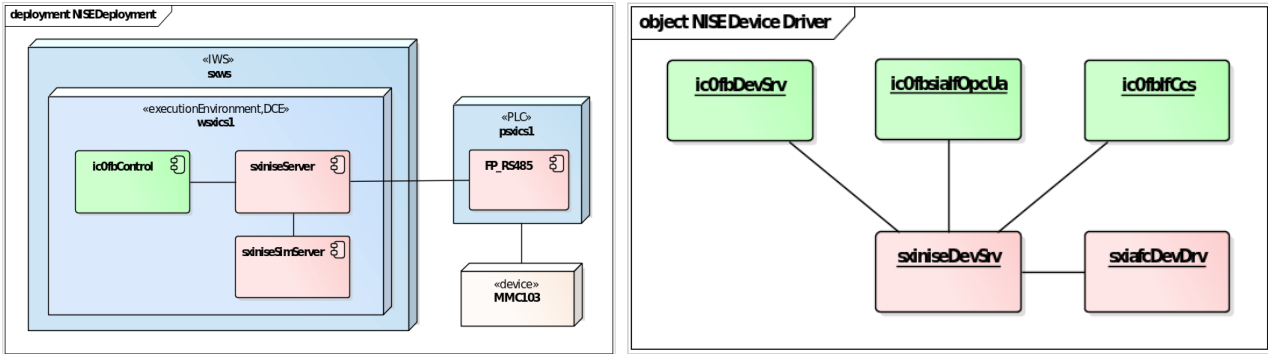 deployment NISEDeployment
«IWS»
sxws
«executionEnvironment,DCE»
wsxics1
ic0fbControl
sxiniseServer
sxiniseSimServer
«PLC»
psxics1
FP_RS485
«device»
MMC103
object NISE Device Driver
ic0fbDevSrv
ic0fbsiaIfOpcUa
ic0fbIfCcs
sxiniseDevSrv
sxiafcDevDrv